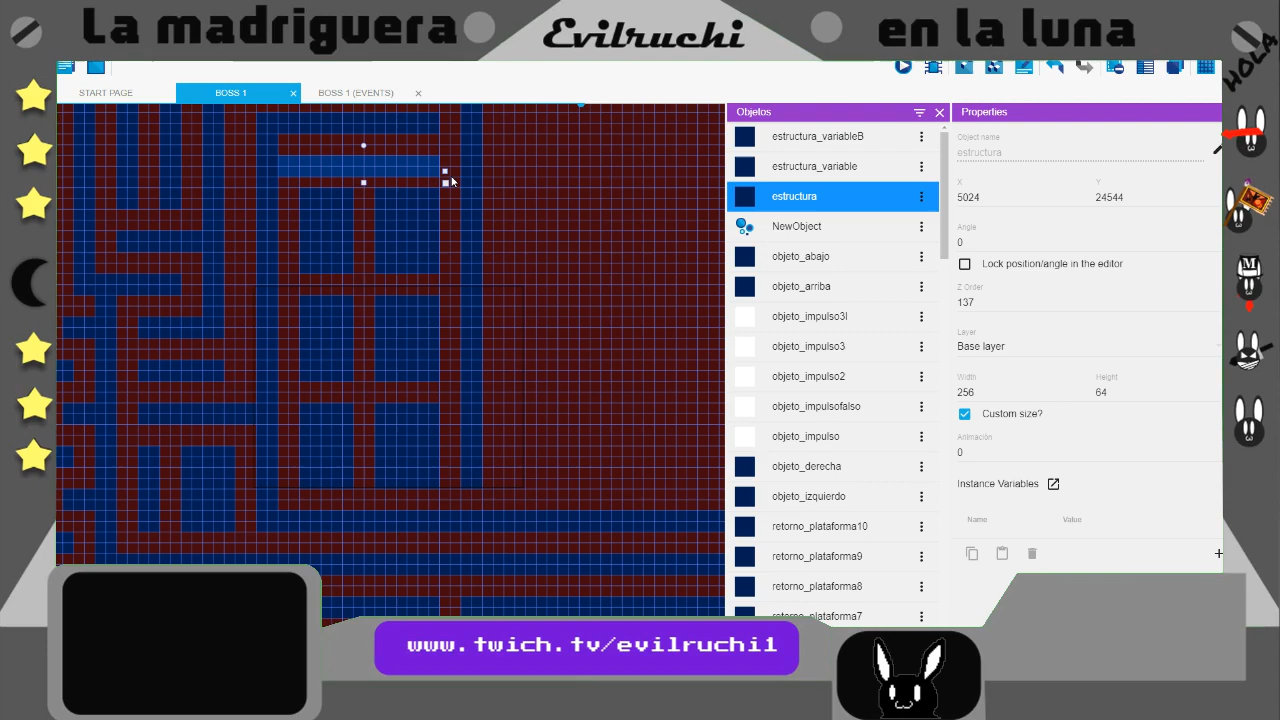 La madriguera Evilruchi en la luna
HOLA
START PAGE
BOSS 1
BOSS 1 (EVENTS)
Objetos
estructura_variableB
estructura_variable
estructura
NewObject
objeto_abajo
objeto_arriba
objeto_impulso3l
objeto_impulso3
objeto_impulso2
objeto_impulsofalso
objeto_impulso
objeto_derecha
objeto_izquierdo
retorno_plataforma10
retorno_plataforma9
retorno_plataforma8
retorno_plataforma7
Properties
Object name
estructura
X Y
5024 24544
Angle
0
Lock position/angle in the editor
Z Order
137
Layer
Base layer
Width Height
256 64
Custom size?
Animación
0
Instance Variables
Name Value
M
www.twich.tv/evilruchi1